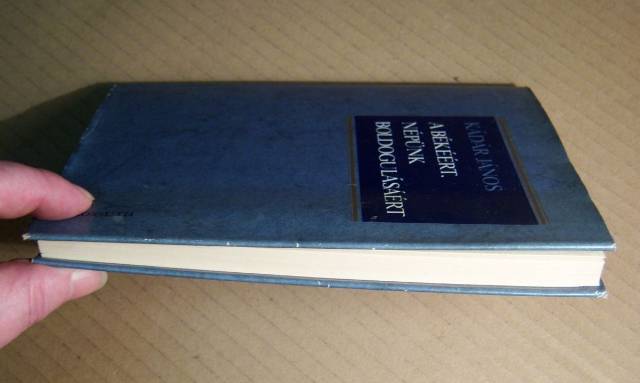 KÁDÁR JÁNOS
A BÉKÉÉRT,
NÉPÜNK
BOLDOGULÁSÁÉRT